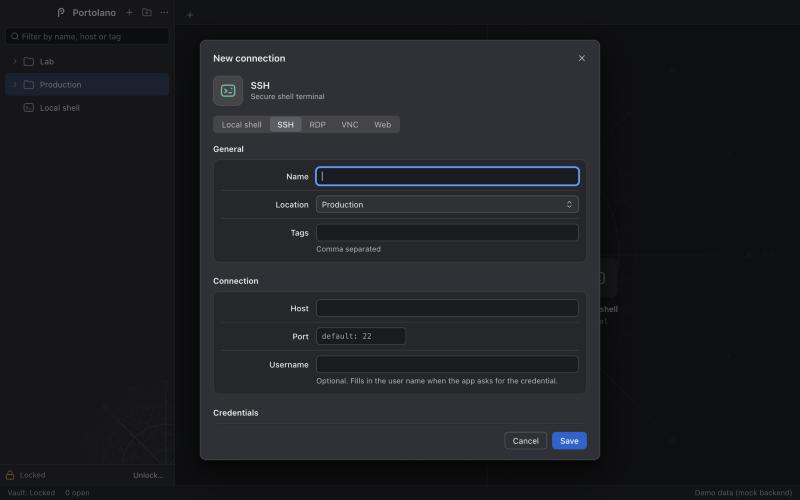 Portolano
Filter by name, host or tag
Lab
Production
Local shell
New connection
SSH
Secure shell terminal
Local shell SSH RDP VNC Web
General
Name
Location Production
Tags
Comma separated
Connection
Host
Port default: 22
Username
Optional. Fills in the user name when the app asks for the credential.
Credentials
Cancel Save
shell
Locked Unlock...
Vault: Locked 0 open Demo data (mock backend)